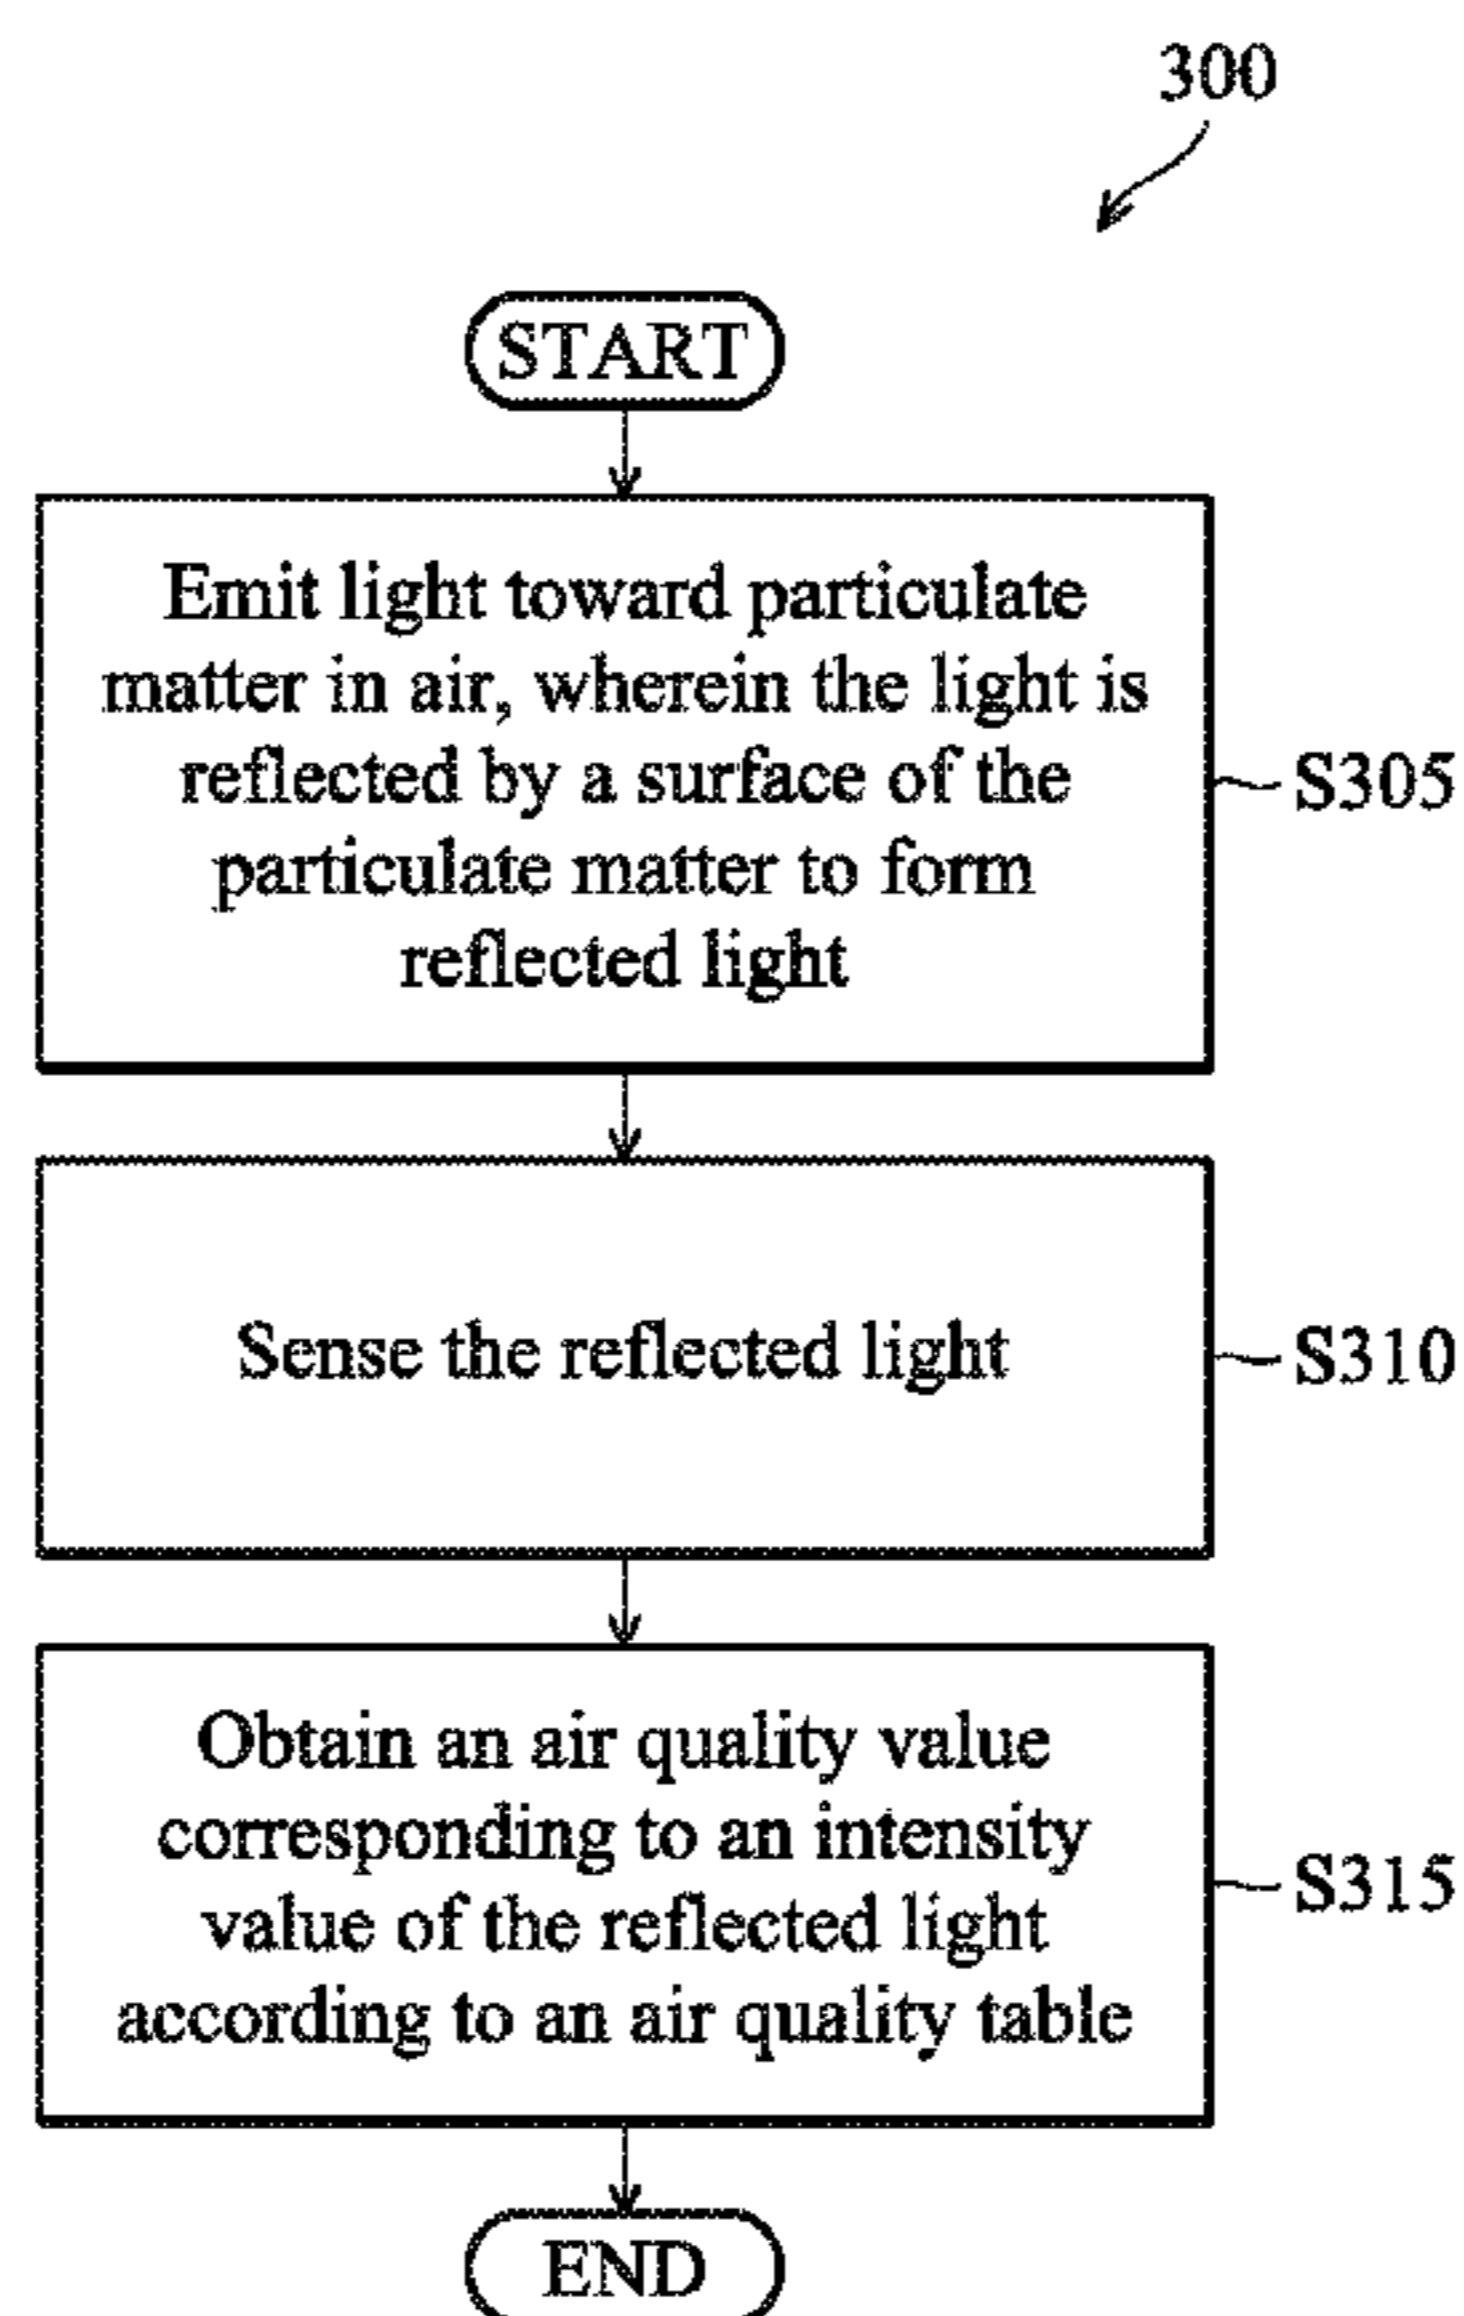 300
START
Emit light toward particulate
matter in air, wherein the light is
reflected by a surface of the
particulate matter to form
reflected light
S305
Sense the reflected light
S310
Obtain an air quality value
corresponding to an intensity
value of the reflected light
according to an air quality table
S315
END